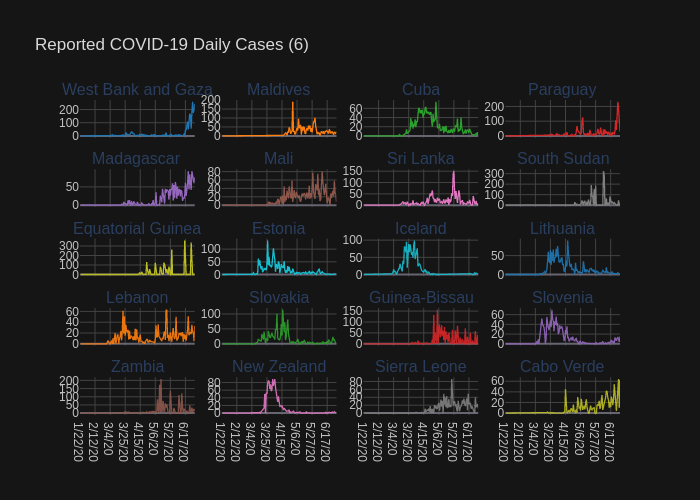 Reported COVID-19 Daily Cases (6)
West Bank and Gaza Maldives Cuba Paraguay
200 100 0 200 150 100 50 0 60 40 20 0 200 100 0
Madagascar Mali Sri Lanka South Sudan
50 0 80 60 40 20 0 150 100 50 0 300 200 100 0
Equatorial Guinea Estonia Iceland Lithuania
300 200 100 0 100 50 0 100 50 0 50 0
Lebanon Slovakia Guinea-Bissau Slovenia
60 40 20 0 100 50 0 150 100 50 0 60 40 20 0
Zambia New Zealand Sierra Leone Cabo Verde
200 150 100 50 0 80 60 40 20 0 80 60 40 20 0 60 40 20 0
1/22/20 2/12/20 3/4/20 3/25/20 4/15/20 5/6/20 5/27/20 6/17/20 1/22/20 2/12/20 3/4/20 3/25/20 4/15/20 5/6/20 5/27/20 6/17/20 1/22/20 2/12/20 3/4/20 3/25/20 4/15/20 5/6/20 5/27/20 6/17/20 1/22/20 2/12/20 3/4/20 3/25/20 4/15/20 5/6/20 5/27/20 6/17/20